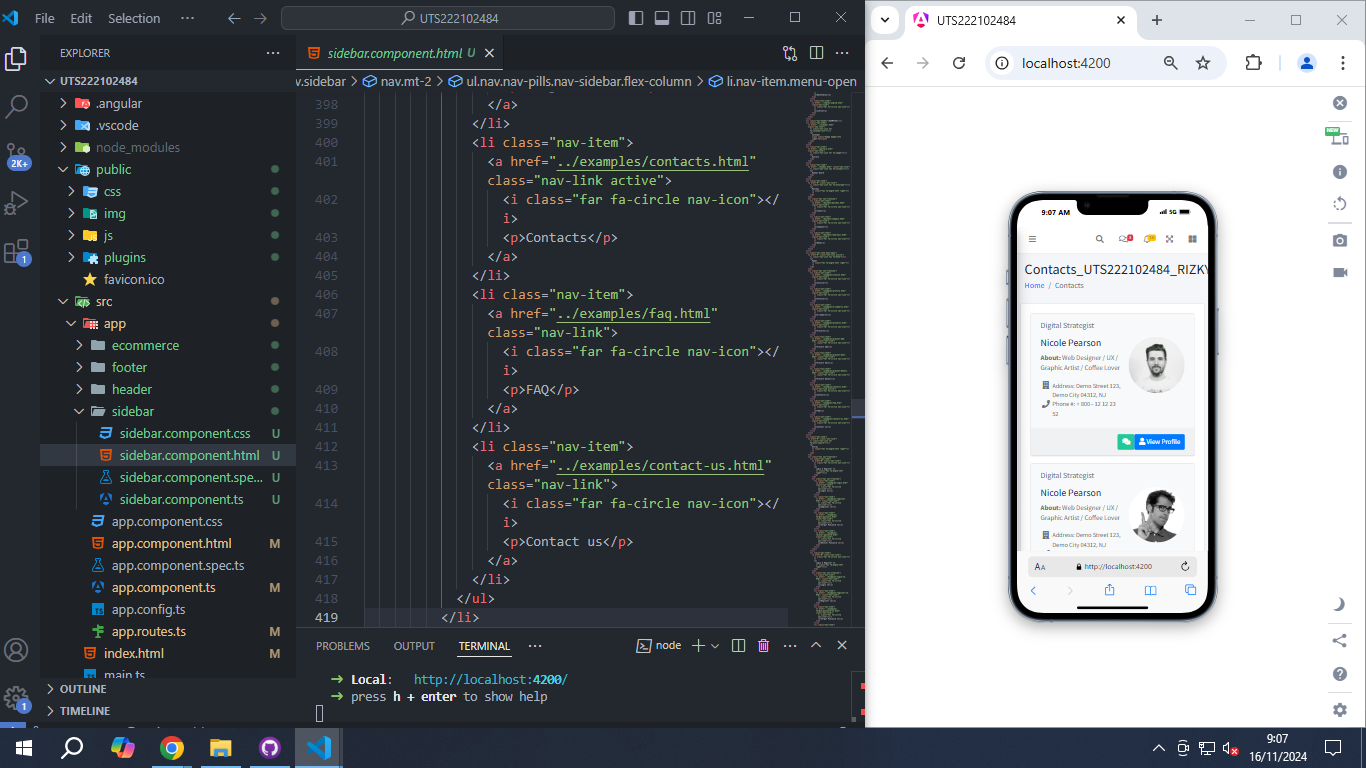 File Edit Selection ···
UTS222102484
EXPLORER ···
UTS222102484
.angular
.vscode
node_modules
public
css
img
js
plugins
favicon.ico
src
app
ecommerce
footer
header
sidebar
sidebar.component.css U
sidebar.component.html U
sidebar.component.spe... U
sidebar.component.ts U
app.component.css
app.component.html M
app.component.spec.ts
app.component.ts M
app.config.ts
app.routes.ts M
index.html M
main.ts
OUTLINE
TIMELINE
2K+
1
1
sidebar.component.html U
v.sidebar > nav.mt-2 > ul.nav.nav-pills.nav-sidebar.flex-column > li.nav-item.menu-open
398 </a>
399 </li>
400 <li class="nav-item">
401 <a href="../examples/contacts.html"
class="nav-link active">
402 <i class="far fa-circle nav-icon"></
i>
403 <p>Contacts</p>
404 </a>
405 </li>
406 <li class="nav-item">
407 <a href="../examples/faq.html"
class="nav-link">
408 <i class="far fa-circle nav-icon"></
i>
409 <p>FAQ</p>
410 </a>
411 </li>
412 <li class="nav-item">
413 <a href="../examples/contact-us.html"
class="nav-link">
414 <i class="far fa-circle nav-icon"></
i>
415 <p>Contact us</p>
416 </a>
417 </li>
418 </ul>
419 </li>
PROBLEMS OUTPUT TERMINAL ··· node
➜ Local: http://localhost:4200/
➜ press h + enter to show help
UTS222102484
localhost:4200
NEW
9:07 AM 5G
Contacts_UTS222102484_RIZKY
Home / Contacts
Digital Strategist
Nicole Pearson
About: Web Designer / UX /
Graphic Artist / Coffee Lover
Address: Demo Street 123,
Demo City 04312, NJ
Phone #: + 800 - 12 12 23
52
View Profile
Digital Strategist
Nicole Pearson
About: Web Designer / UX /
Graphic Artist / Coffee Lover
Address: Demo Street 123,
Demo City 04312, NJ
AA http://localhost:4200
9:07
16/11/2024